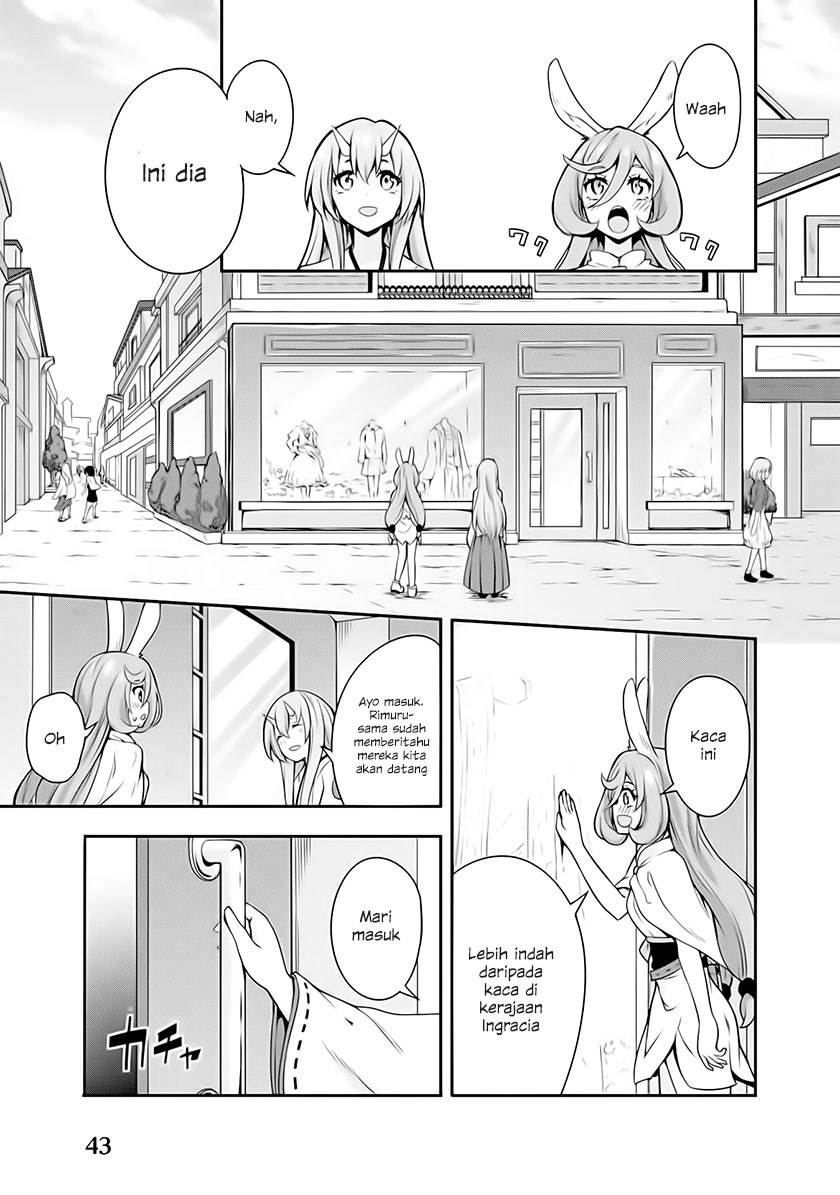 Waah
Nah,
Ini dia
ワク
ワク
Kaca
ini
Lebih indah
daripada
kaca di
kerajaan
Ingracia
Ayo masuk.
Rimuru-
sama sudah
memberitahu
mereka kita
akan datang
Oh
Mari
masuk
カチャ
43